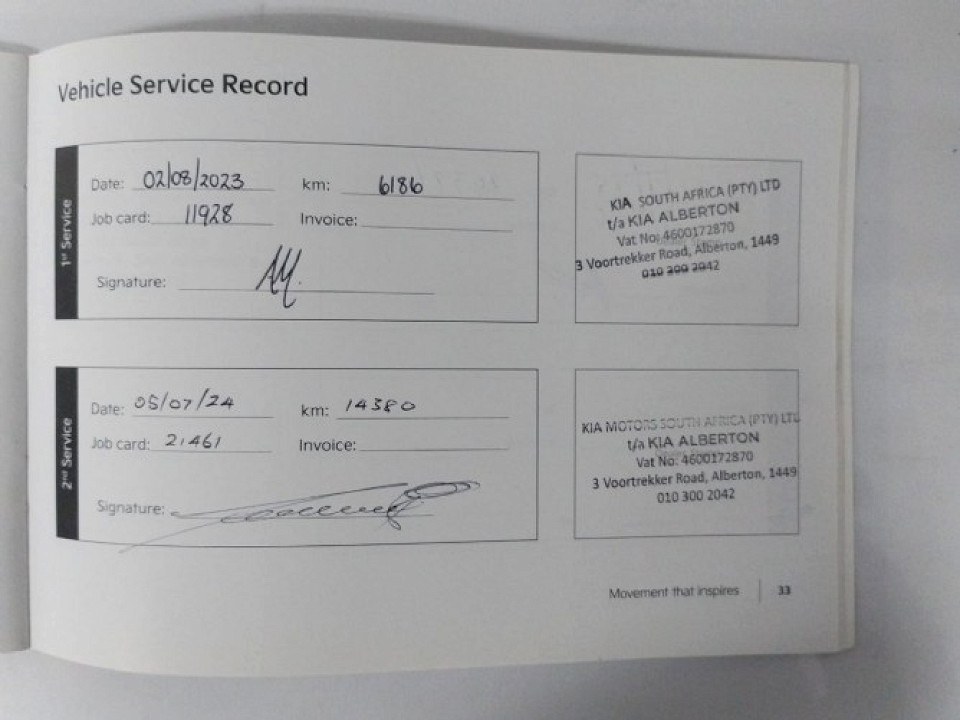 Vehicle Service Record
1st Service
Date: 02/08/2023 km: 6186
Job card: 11928 Invoice:
Signature:
KIA SOUTH AFRICA (PTY) LTD
t/a KIA ALBERTON
Vat No: 4600172870
3 Voortrekker Road, Alberton, 1449
010 300 2042
2nd Service
Date: 05/07/24 km: 14380
Job card: 21461 Invoice:
Signature:
KIA MOTORS SOUTH AFRICA (PTY) LTD
t/a KIA ALBERTON
Vat No: 4600172870
3 Voortrekker Road, Alberton, 1449
010 300 2042
Movement that inspires 33